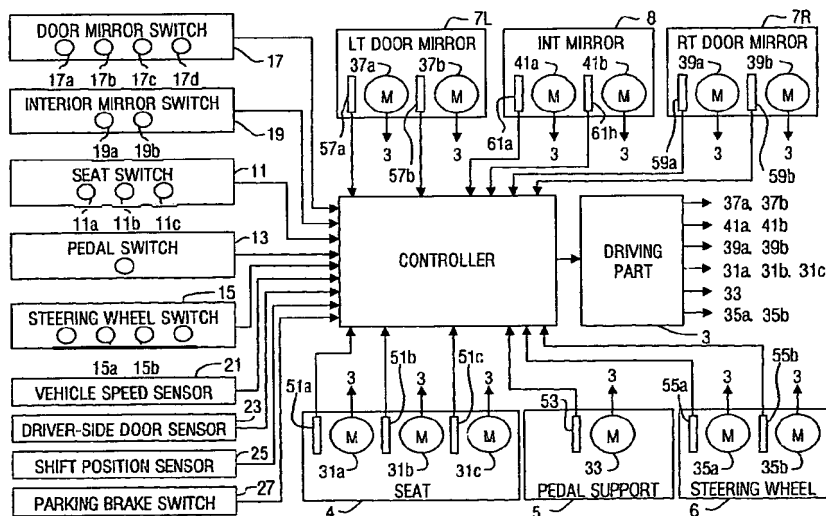 7L
8
7R
DOOR MIRROR SWITCH
17a 17b 17c 17d
17
INTERIOR MIRROR SWITCH
19a 19b
19
SEAT SWITCH
11a 11b 11c
11
PEDAL SWITCH
13
STEERING WHEEL SWITCH
15
15a 15b
21
VEHICLE SPEED SENSOR
23
DRIVER-SIDE DOOR SENSOR
25
SHIFT POSITION SENSOR
27
PARKING BRAKE SWITCH
LT DOOR MIRROR
37a 37b
M M
57a 57b
3 3
INT MIRROR
41a 41b
M M
61a 61h
3 3
RT DOOR MIRROR
39a 39b
M M
59a 59b
3 3
CONTROLLER
DRIVING
PART
3
37a, 37b
41a, 41b
39a, 39b
31a, 31b, 31c
33
35a, 35b
51a 51b 51c
3 3 3
M M M
31a 31b 31c
SEAT
4
53
3
M
33
PEDAL SUPPORT
5
55a 55b
3 3
M M
35a 35b
STEERING WHEEL
6